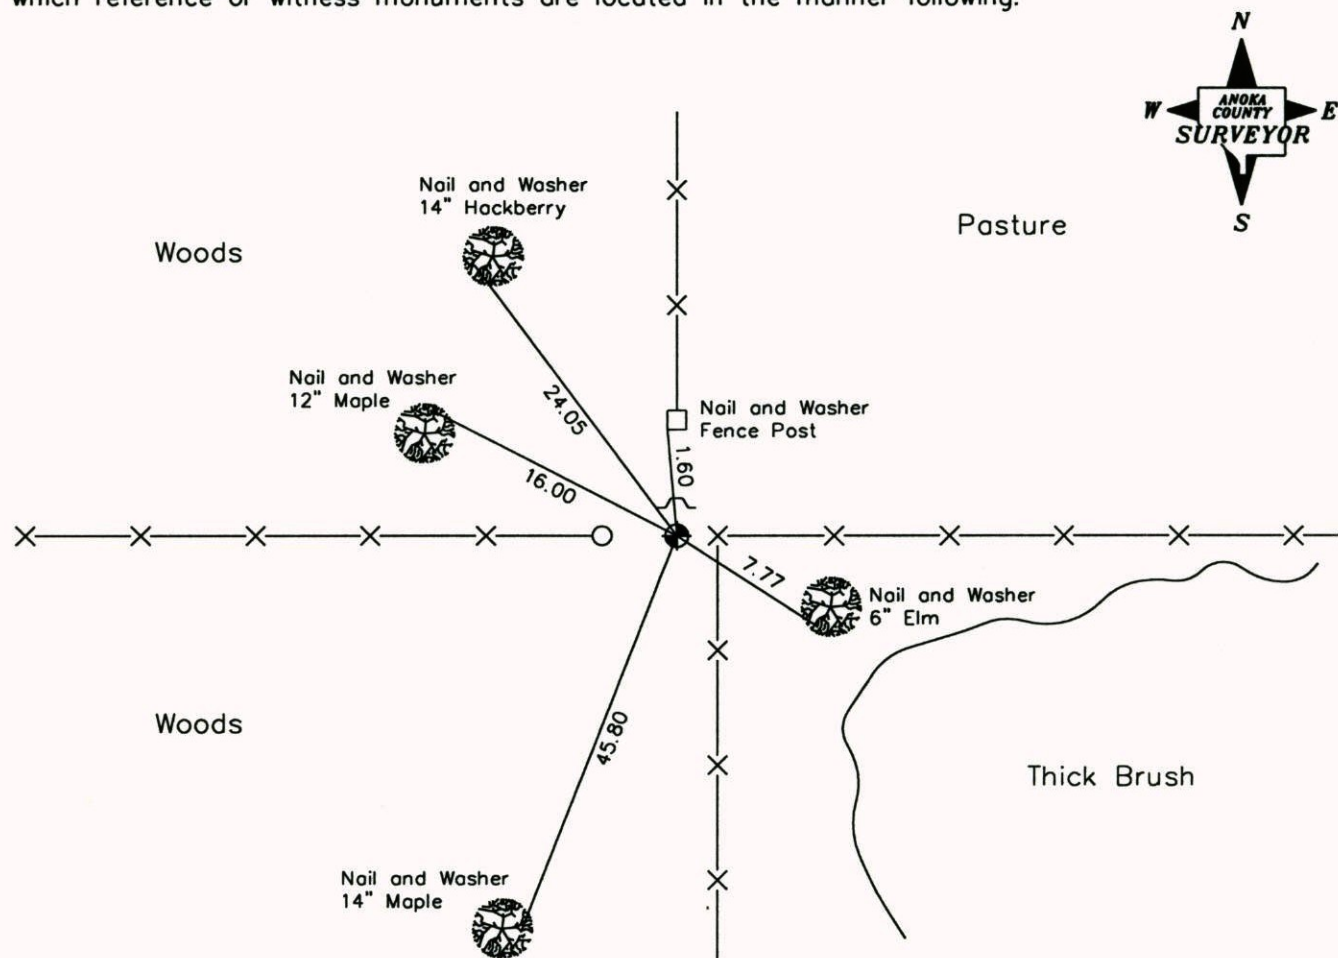 which reference or witness monuments are located in the manner following:
N
W
ANOKA
COUNTY
E
SURVEYOR
S
Nail and Washer
14" Hackberry
Woods
Pasture
Nail and Washer
12" Maple
24.05
Nail and Washer
Fence Post
1.60
16.00
7.77
Nail and Washer
6" Elm
Woods
45.80
Thick Brush
Nail and Washer
14" Maple